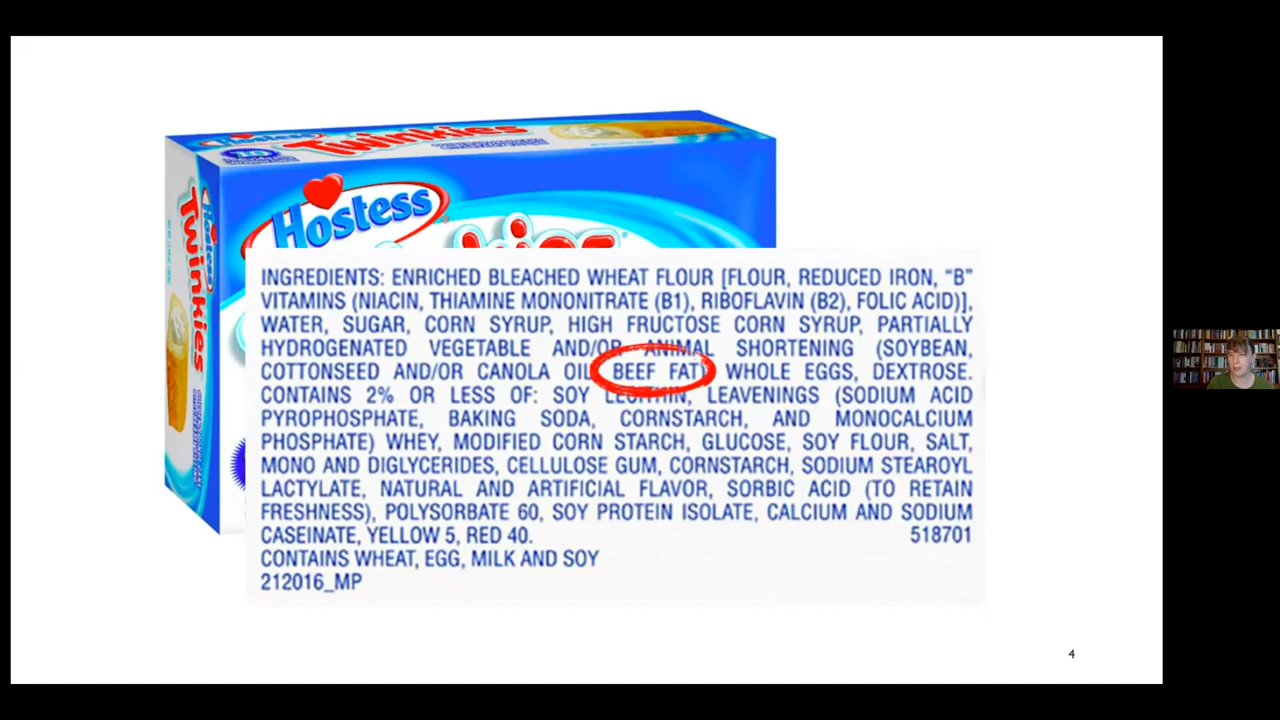 Hostess
Twinkies
Hostess
Twinkies
Hostess
INGREDIENTS: ENRICHED BLEACHED WHEAT FLOUR [FLOUR, REDUCED IRON, “B”
VITAMINS (NIACIN, THIAMINE MONONITRATE (B1), RIBOFLAVIN (B2), FOLIC ACID)],
WATER, SUGAR, CORN SYRUP, HIGH FRUCTOSE CORN SYRUP, PARTIALLY
HYDROGENATED VEGETABLE AND/OR ANIMAL SHORTENING (SOYBEAN,
COTTONSEED AND/OR CANOLA OIL, BEEF FAT), WHOLE EGGS, DEXTROSE.
CONTAINS 2% OR LESS OF: SOY LECITHIN, LEAVENINGS (SODIUM ACID
PYROPHOSPHATE, BAKING SODA, CORNSTARCH, AND MONOCALCIUM
PHOSPHATE) WHEY, MODIFIED CORN STARCH, GLUCOSE, SOY FLOUR, SALT,
MONO AND DIGLYCERIDES, CELLULOSE GUM, CORNSTARCH, SODIUM STEAROYL
LACTYLATE, NATURAL AND ARTIFICIAL FLAVOR, SORBIC ACID (TO RETAIN
FRESHNESS), POLYSORBATE 60, SOY PROTEIN ISOLATE, CALCIUM AND SODIUM
CASEINATE, YELLOW 5, RED 40. 518701
CONTAINS WHEAT, EGG, MILK AND SOY
212016_MP
4